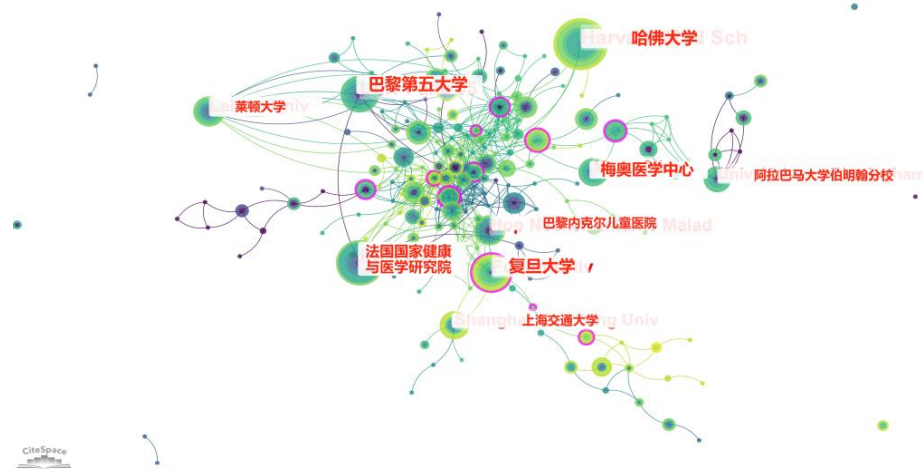 哈佛大学
巴黎第五大学
莱顿大学
梅奥医学中心
阿拉巴马大学伯明翰分校
巴黎内克尔儿童医院
法国国家健康
与医学研究院
复旦大学
上海交通大学
CiteSpace